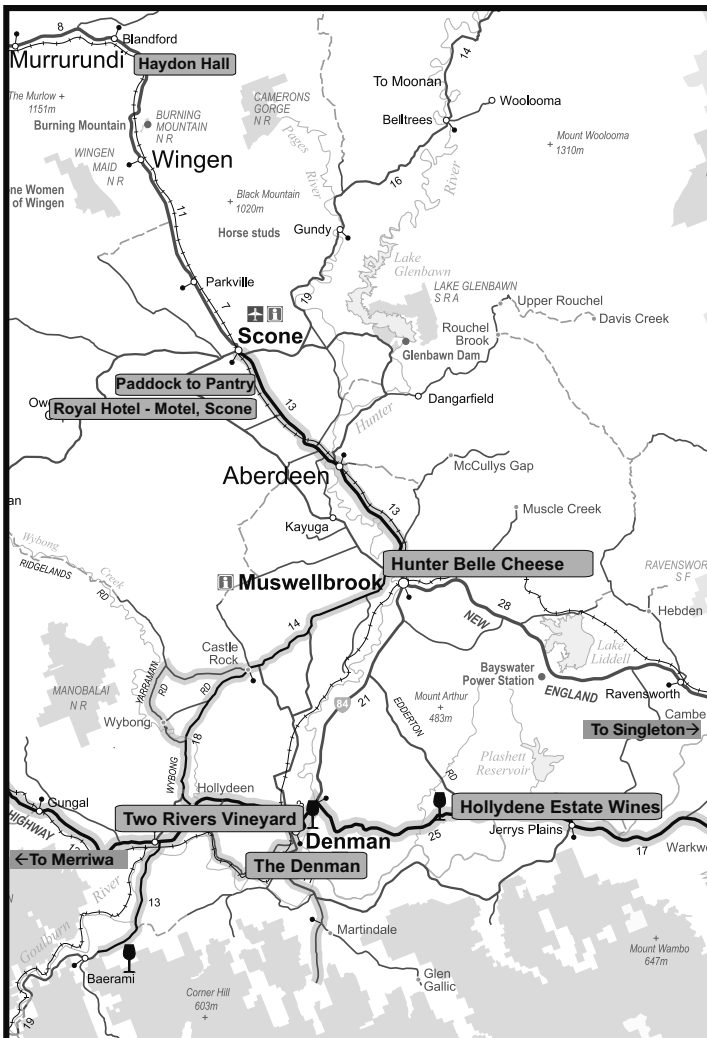 8
Blandford
14
Murrurundi
Haydon Hall
To Moonan
The Murlow +
1151m
CAMERONS
GORGE
N R
Woolooma
Burning Mountain
BURNING
MOUNTAIN
N R
Belltrees
Pages
River
River
Mount Woolooma
+ 1310m
WINGEN
MAID
N R
Wingen
16
one Women
of Wingen
Black Mountain
+ 1020m
11
Horse studs
Gundy
Lake
Glenbawn
Parkville
LAKE GLENBAWN
S R A
19
Upper Rouchel
7
Davis Creek
Scone
Rouchel
Brook
Glenbawn Dam
Paddock to Pantry
Dangarfield
13
Royal Hotel - Motel, Scone
Hunter
Aberdeen
McCullys Gap
an
13
Muscle Creek
Kayuga
Wybong
Creek
RIDGELANDS
RD
Hunter Belle Cheese
RAVENSWOR
S F
Muswellbrook
28
Hebden
NEW
14
Castle
Rock
Lake
Liddell
YARRAMAN
RD
RD
Bayswater
Power Station
ENGLAND
Ravensworth
MANOBALAI
N R
84
21
EDDERTON
RD
Mount Arthur
+
483m
Wybong
Cambe
To Singleton→
18
WYBONG
Plashett
Reservoir
Hollydeen
Gungal
HIGHWAY
Two Rivers Vineyard
Hollydene Estate Wines
Denman
25
Jerrys Plains
←To Merriwa
The Denman
17
Warkwo
Goulburn
River
13
Martindale
Mount Wambo
647m
Baerami
Glen
Gallic
Corner Hill
603m
+
19